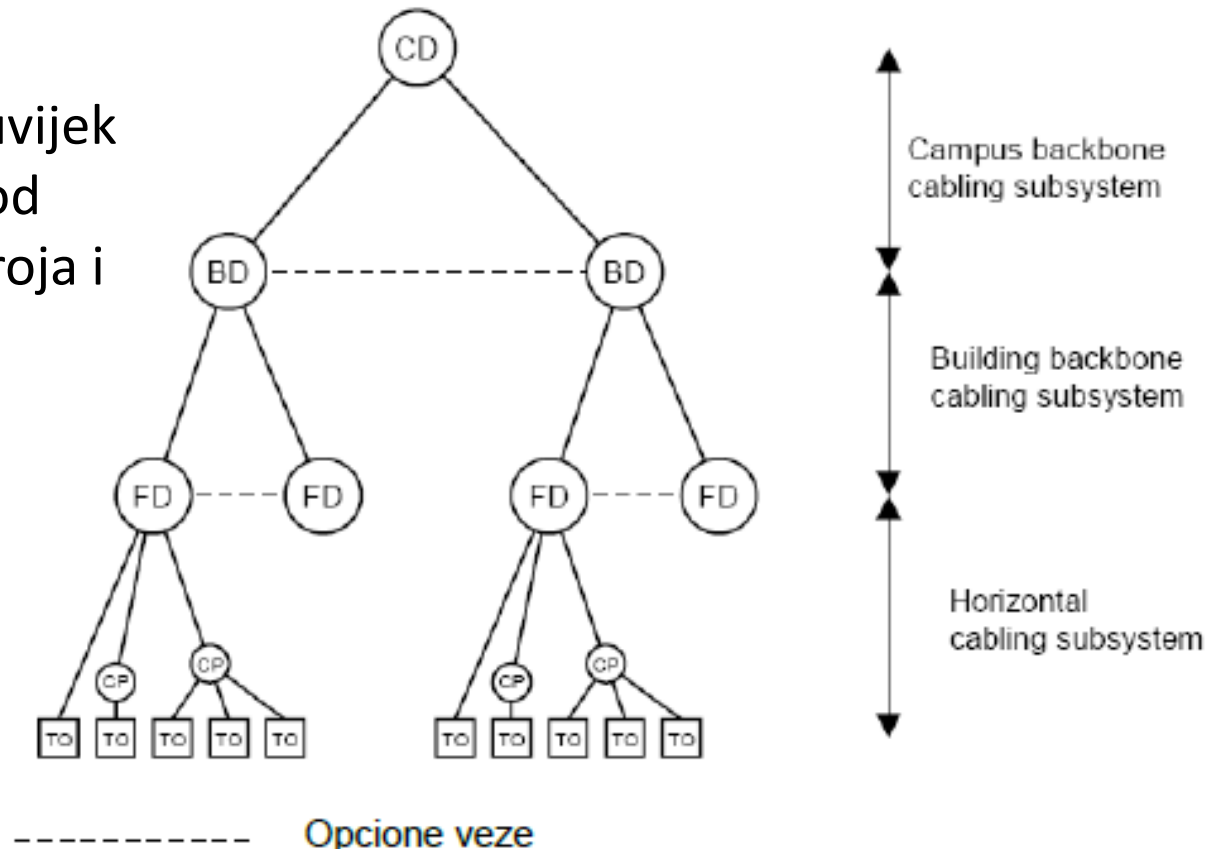 CD
uvijek
od
roja i
Campus backbone
cabling subsystem
BD
BD
Building backbone
cabling subsystem
FD
FD
FD
FD
Horizontal
cabling subsystem
CP
CP
CP
CP
TO
TO
TO
TO
TO
TO
TO
TO
TO
TO
Opcione veze